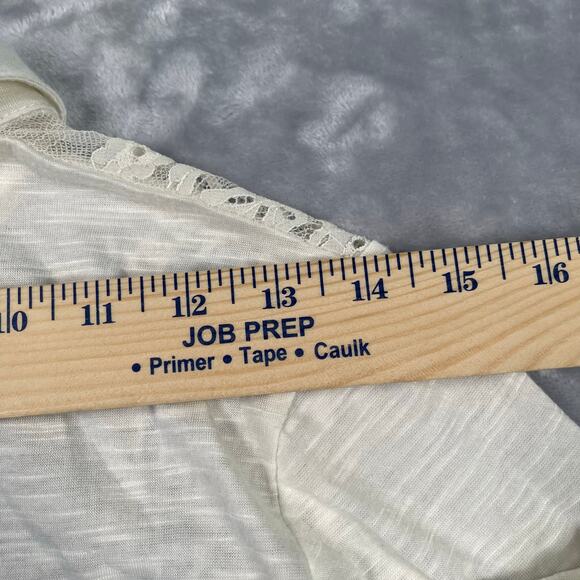 10 11 12 13 14 15 16
JOB PREP
• Primer • Tape • Caulk